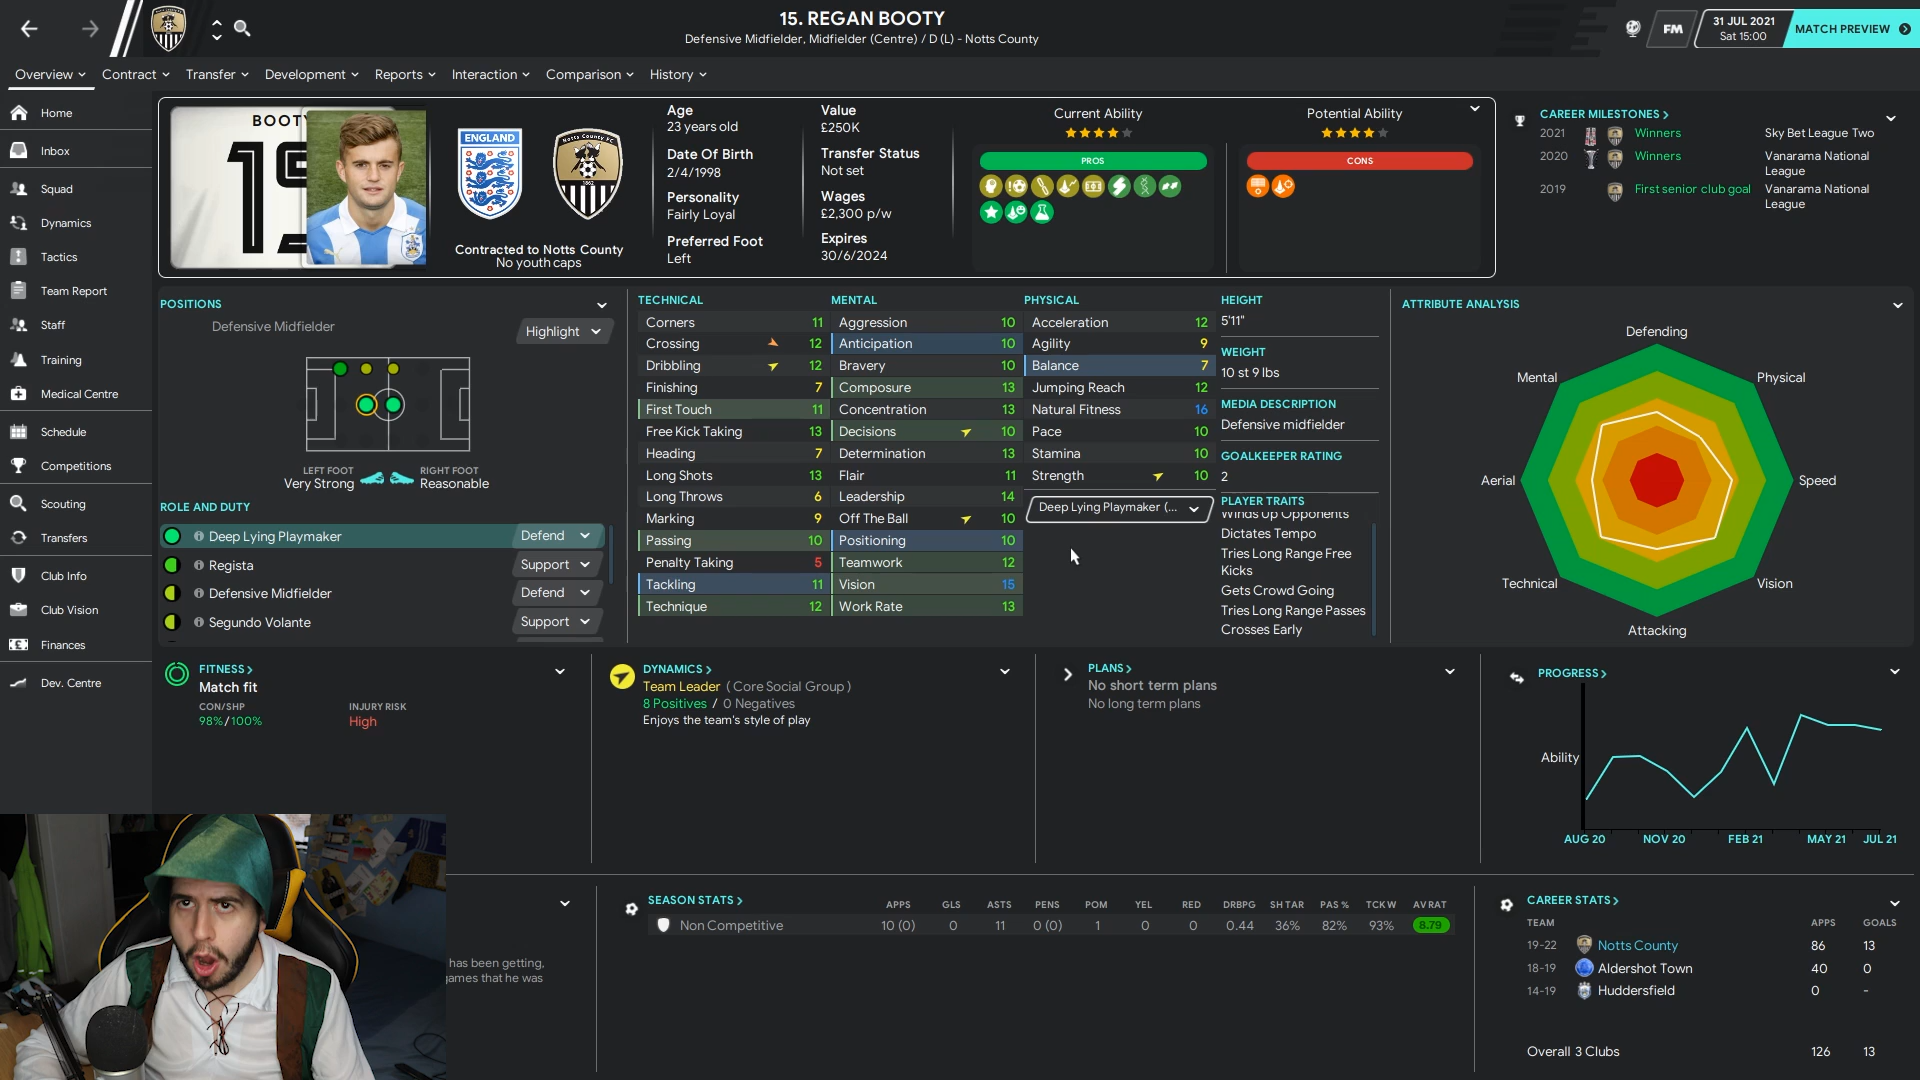 15. REGAN BOOTY
Defensive Midfielder, Midfielder (Centre) / D (L) - Notts County
FM
31 JUL 2021
Sat 15:00
MATCH PREVIEW
Overview Contract Transfer Development Reports Interaction Comparison History
Home
Inbox
Squad
Dynamics
Tactics
Team Report
Staff
Training
Medical Centre
Schedule
Competitions
Scouting
Transfers
Club Info
Club Vision
Finances
Dev. Centre
BOOTY
15
ENGLAND
Notts County FC
1862
Contracted to Notts County
No youth caps
Age
23 years old
Date Of Birth
2/4/1998
Personality
Fairly Loyal
Preferred Foot
Left
Value
£250K
Transfer Status
Not set
Wages
£2,300 p/w
Expires
30/6/2024
Current Ability
PROS
Potential Ability
CONS
CAREER MILESTONES >
2021 Winners Sky Bet League Two
2020 Winners Vanarama National
League
2019 First senior club goal Vanarama National
League
POSITIONS
Defensive Midfielder
Highlight
LEFT FOOT
Very Strong
RIGHT FOOT
Reasonable
ROLE AND DUTY
Deep Lying Playmaker Defend
Regista Support
Defensive Midfielder Defend
Segundo Volante Support
TECHNICAL
Corners 11
Crossing 12
Dribbling 12
Finishing 7
First Touch 11
Free Kick Taking 13
Heading 7
Long Shots 13
Long Throws 6
Marking 9
Passing 10
Penalty Taking 5
Tackling 11
Technique 12
MENTAL
Aggression 10
Anticipation 10
Bravery 10
Composure 13
Concentration 13
Decisions 10
Determination 13
Flair 11
Leadership 14
Off The Ball 10
Positioning 10
Teamwork 12
Vision 15
Work Rate 13
PHYSICAL
Acceleration 12
Agility 9
Balance 7
Jumping Reach 12
Natural Fitness 16
Pace 10
Stamina 10
Strength 10
Deep Lying Playmaker (...
HEIGHT
5'11"
WEIGHT
10 st 9 lbs
MEDIA DESCRIPTION
Defensive midfielder
GOALKEEPER RATING
2
PLAYER TRAITS
Winds Up Opponents
Dictates Tempo
Tries Long Range Free
Kicks
Gets Crowd Going
Tries Long Range Passes
Crosses Early
ATTRIBUTE ANALYSIS
Defending
Mental
Physical
Aerial
Speed
Technical
Vision
Attacking
FITNESS >
Match fit
CON/SHP
98%/100%
INJURY RISK
High
DYNAMICS >
Team Leader ( Core Social Group )
8 Positives / 0 Negatives
Enjoys the team's style of play
PLANS >
No short term plans
No long term plans
PROGRESS >
Ability
AUG 20 NOV 20 FEB 21 MAY 21 JUL 21
has been getting,
games that he was
SEASON STATS >
APPS GLS ASTS PENS POM YEL RED DRBPG SH TAR PAS % TCK W AV RAT
Non Competitive 10 (0) 0 11 0 (0) 1 0 0 0.44 36% 82% 93% 8.79
CAREER STATS >
TEAM APPS GOALS
19-22 Notts County 86 13
18-19 Aldershot Town 40 0
14-19 Huddersfield 0 -
Overall 3 Clubs 126 13